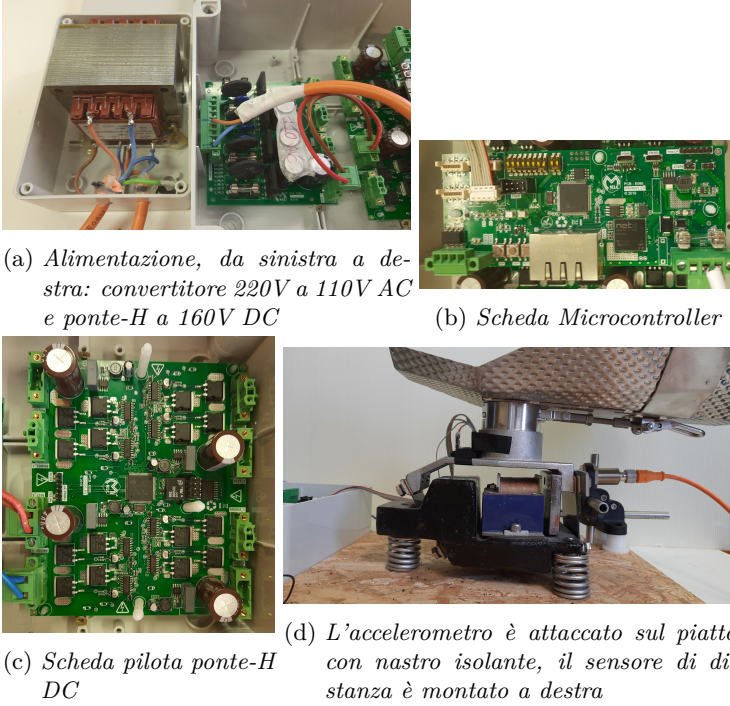 (a) Alimentazione, da sinistra a de-
stra: convertitore 220V a 110V AC
e ponte-H a 160V DC
(b) Scheda Microcontroller
(c) Scheda pilota ponte-H
DC
(d) L'accelerometro è attaccato sul piatto
con nastro isolante, il sensore di di-
stanza è montato a destra